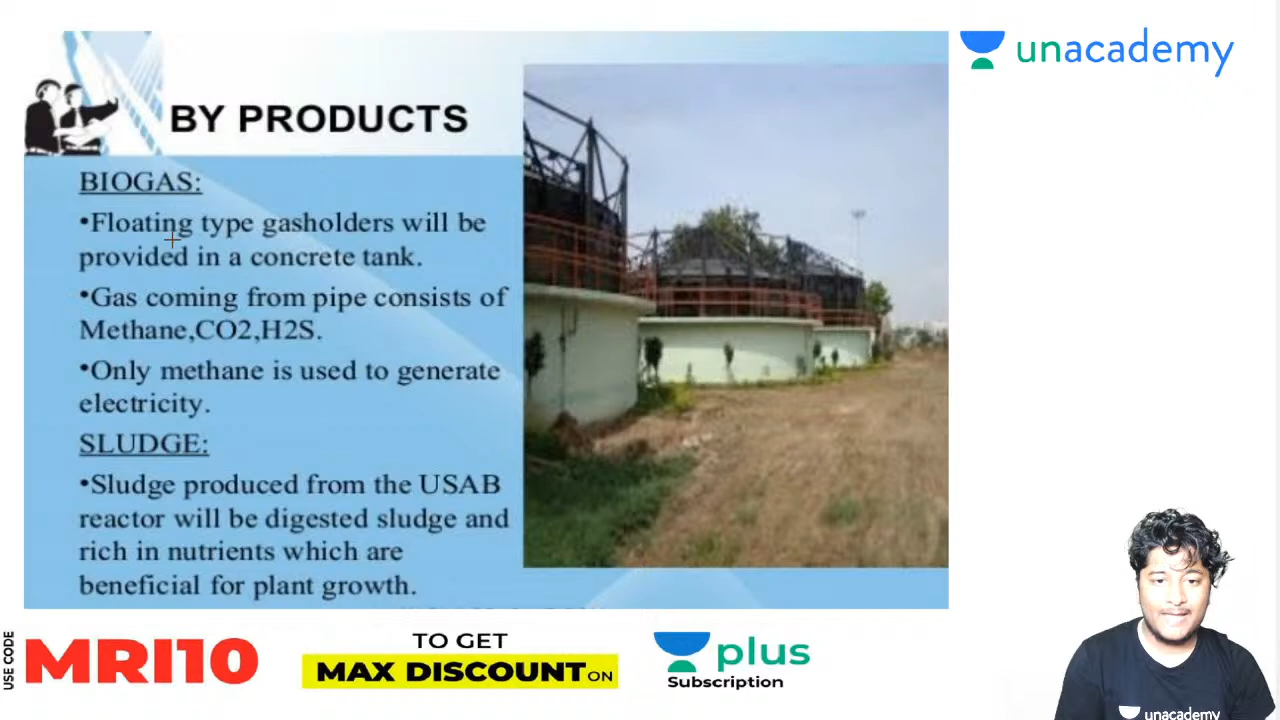 unacademy
BY PRODUCTS
BIOGAS:
•Floating type gasholders will be
provided in a concrete tank.
•Gas coming from pipe consists of
Methane,CO2,H2S.
•Only methane is used to generate
electricity.
SLUDGE:
•Sludge produced from the USAB
reactor will be digested sludge and
rich in nutrients which are
beneficial for plant growth.
USE CODE
MRI10
TO GET
MAX DISCOUNT ON
plus
Subscription
unacademy